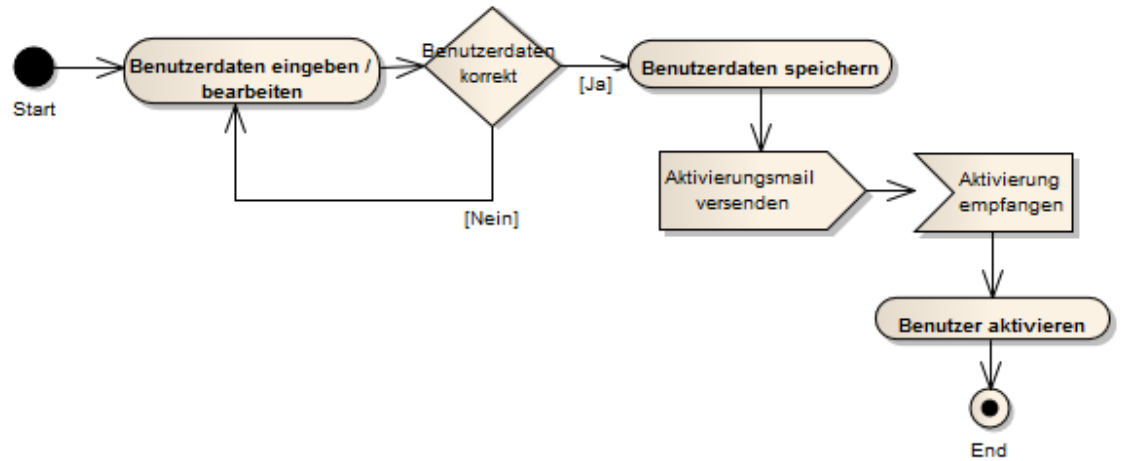 Start
Benutzerdaten eingeben /
bearbeiten
Benutzerdaten
korrekt
[Ja]
[Nein]
Benutzerdaten speichern
Aktivierungsmail
versenden
Aktivierung
empfangen
Benutzer aktivieren
End